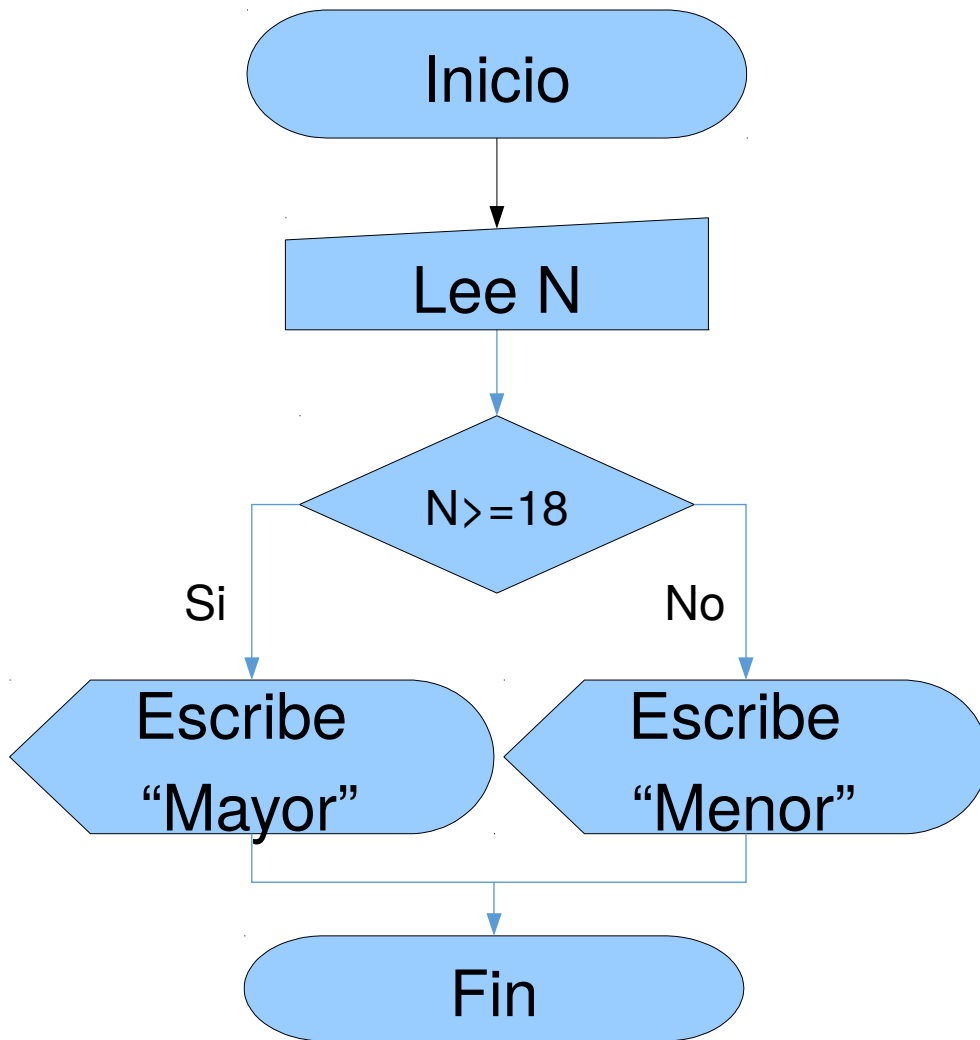 Inicio
Lee N
N>=18
Si
No
Escribe
“Mayor”
Escribe
“Menor”
Fin